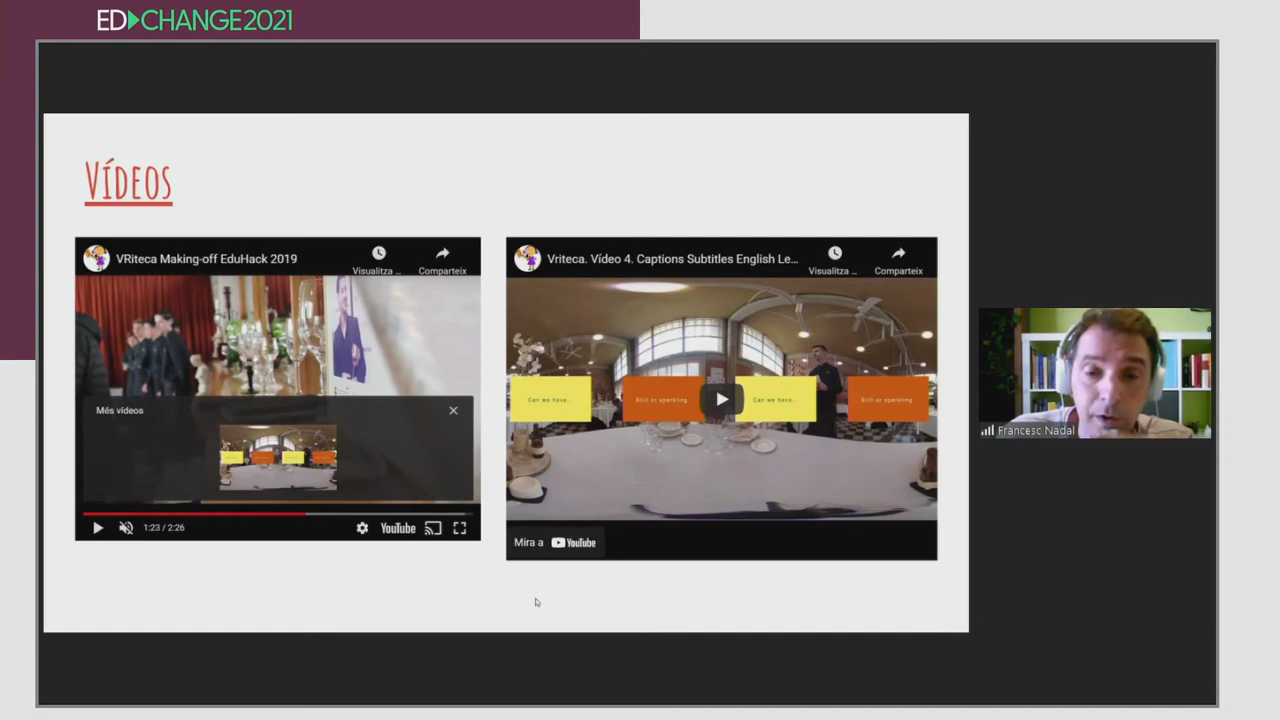 ED CHANGE2021
VÍDEOS
VRiteca Making-off EduHack 2019
Visualitza ...
Comparteix
Més vídeos
1:23 / 2:26
YouTube
Vriteca. Vídeo 4. Captions Subtitles English Le...
Visualitza ...
Comparteix
Can we have...
Still or sparkling
Can we have...
Still or sparkling
Mira a YouTube
Francesc Nadal